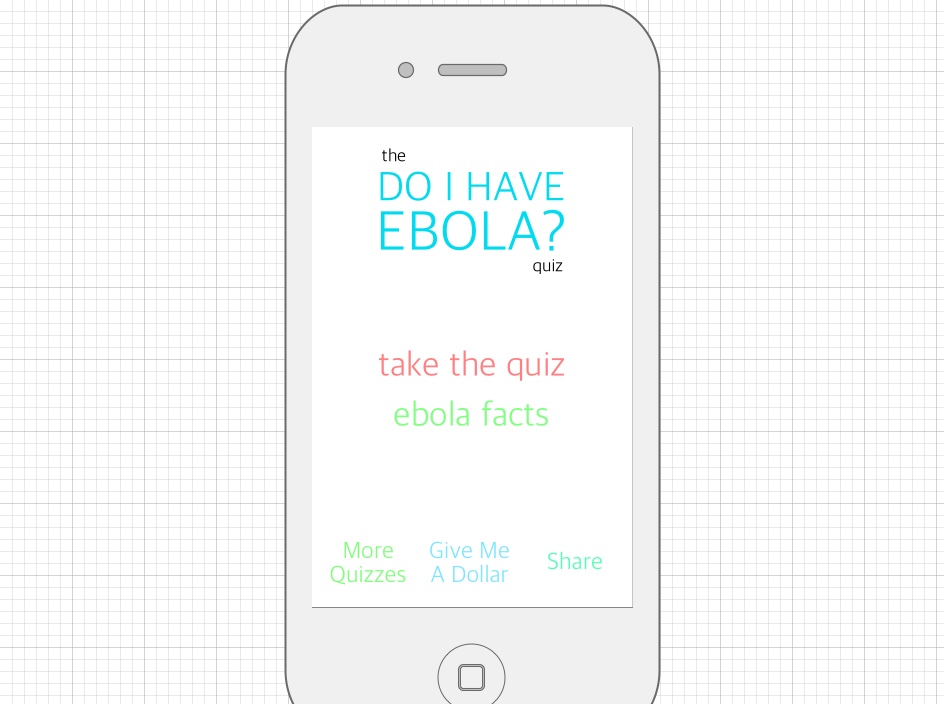 the
DO I HAVE
EBOLA?
quiz
take the quiz
ebola facts
More
Quizzes
Give Me
A Dollar
Share